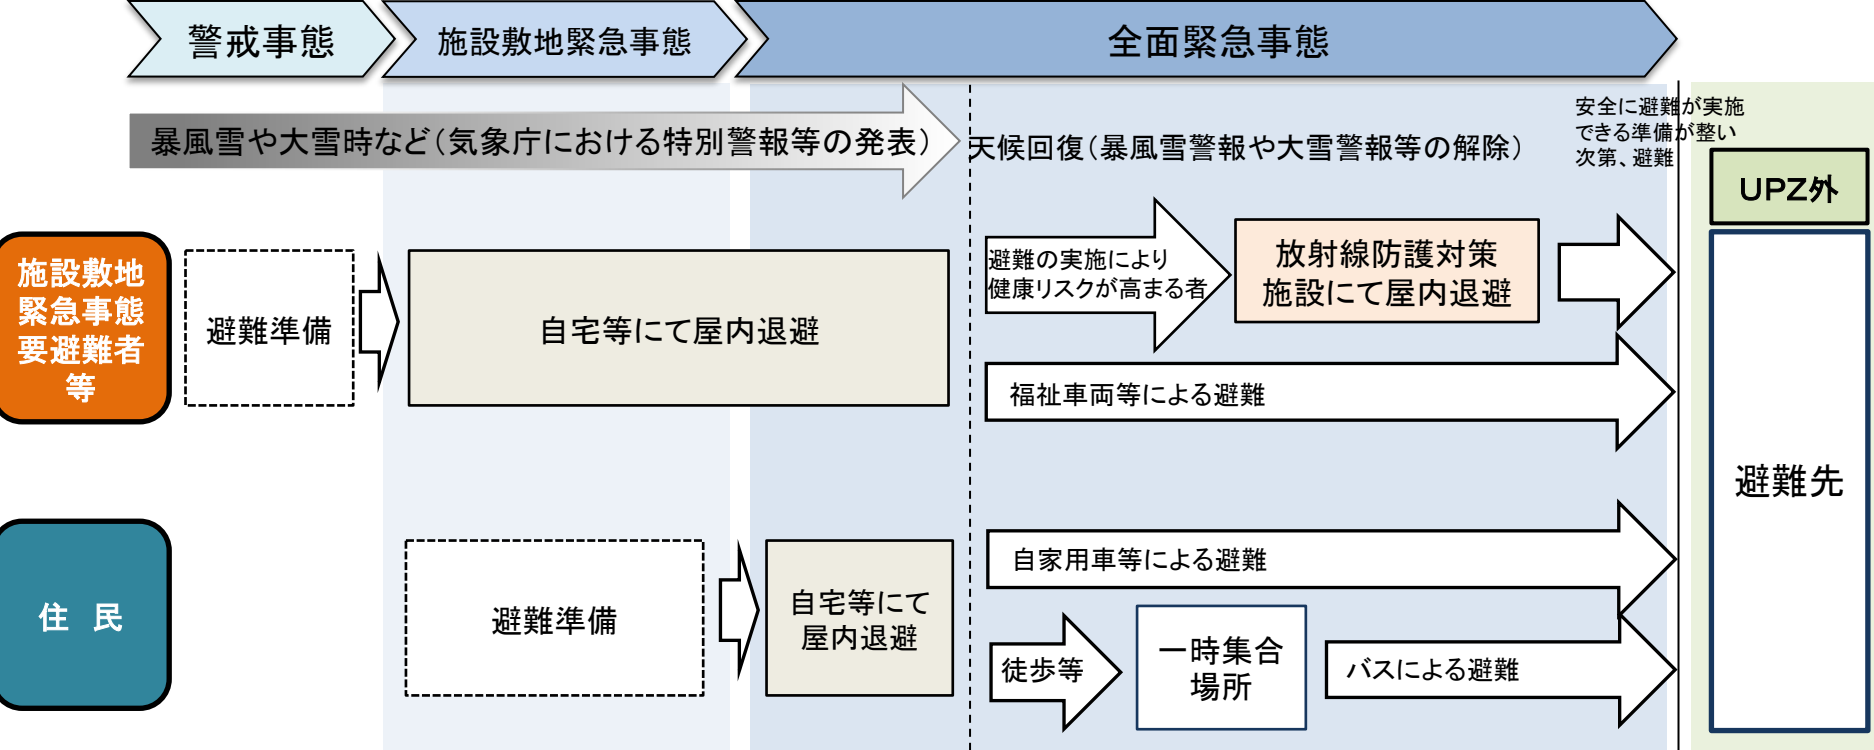 警戒事態
施設敷地緊急事態
全面緊急事態
暴風雪や大雪時など（気象庁における特別警報等の発表）
天候回復（暴風雪警報や大雪警報等の解除）
安全に避難が実施
できる準備が整い
次第、避難
UPZ外
施設敷地
緊急事態
要避難者
等
避難準備
自宅等にて屋内退避
避難の実施により
健康リスクが高まる者
放射線防護対策
施設にて屋内退避
福祉車両等による避難
避難先
住 民
避難準備
自宅等にて
屋内退避
自家用車等による避難
徒歩等
一時集合
場所
バスによる避難